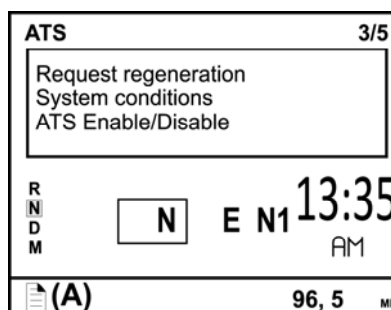 ATS 3/5
Request regeneration
System conditions
ATS Enable/Disable
R
N
D
M
N E N1 13:35
AM
(A) 96, 5